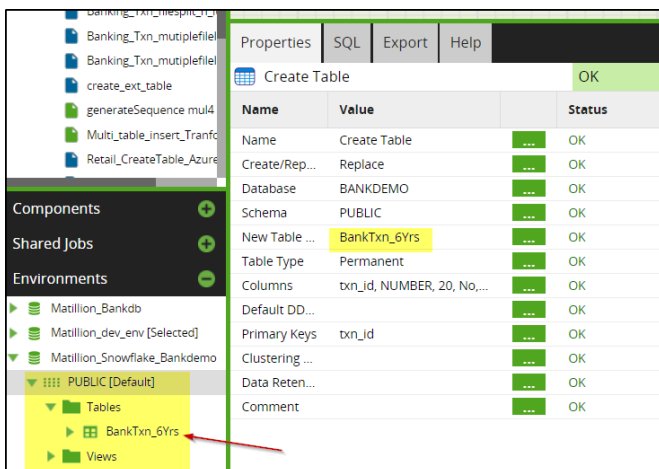 Banking_Txn_filesplit_n_
Banking_Txn_mutiplefilel
Banking_Txn_mutiplefilel
create_ext_table
generateSequence mul4
Multi_table_insert_Tranfo
Retail_CreateTable_Azure
Components
Shared Jobs
Environments
Matillion_Bankdb
Matillion_dev_env [Selected]
Matillion_Snowflake_Bankdemo
PUBLIC [Default]
Tables
BankTxn_6Yrs
Views
Properties SQL Export Help
Create Table OK
Name Value Status
Name Create Table ... OK
Create/Rep... Replace ... OK
Database BANKDEMO ... OK
Schema PUBLIC ... OK
New Table ... BankTxn_6Yrs ... OK
Table Type Permanent ... OK
Columns txn_id, NUMBER, 20, No,... ... OK
Default DD... ... OK
Primary Keys txn_id ... OK
Clustering ... ... OK
Data Reten... ... OK
Comment ... OK